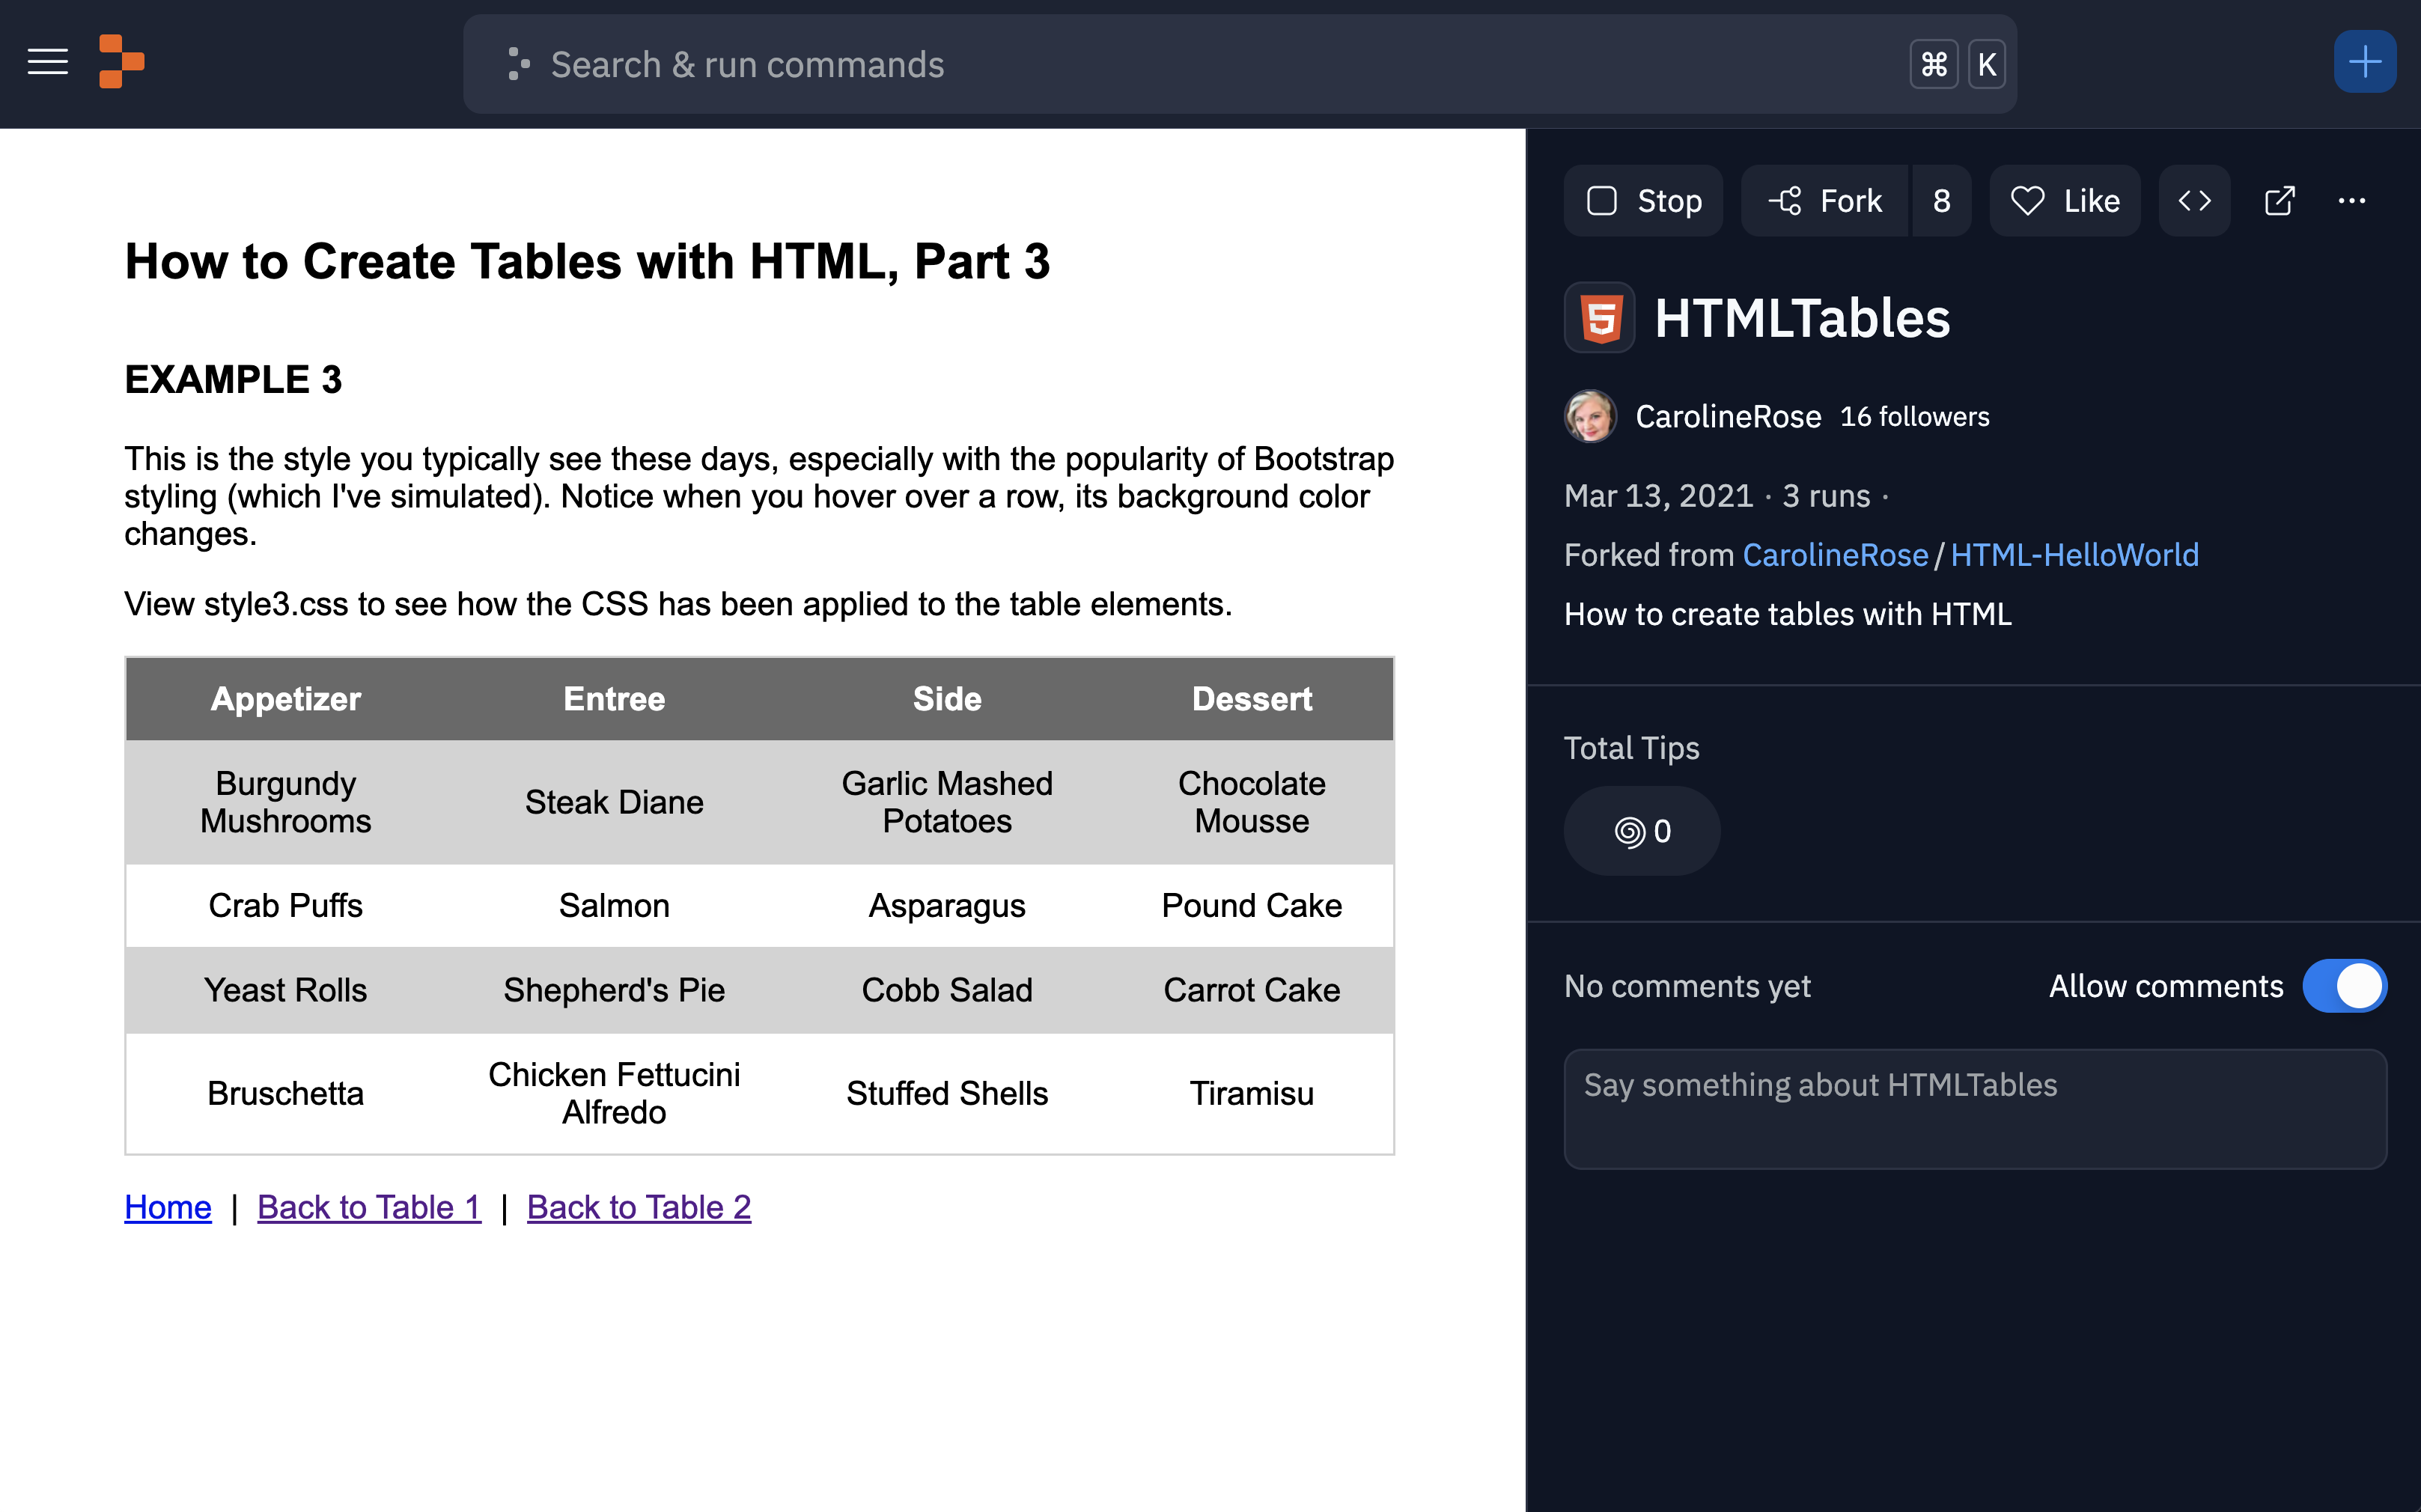 Search & run commands ⌘ K
How to Create Tables with HTML, Part 3
EXAMPLE 3
This is the style you typically see these days, especially with the popularity of Bootstrap
styling (which I've simulated). Notice when you hover over a row, its background color
changes.
View style3.css to see how the CSS has been applied to the table elements.
Appetizer Entree Side Dessert
Burgundy
Mushrooms
Steak Diane
Garlic Mashed
Potatoes
Chocolate
Mousse
Crab Puffs Salmon Asparagus Pound Cake
Yeast Rolls Shepherd's Pie Cobb Salad Carrot Cake
Bruschetta
Chicken Fettucini
Alfredo
Stuffed Shells
Tiramisu
Home | Back to Table 1 | Back to Table 2
Stop Fork 8 Like
HTMLTables
CarolineRose 16 followers
Mar 13, 2021 · 3 runs ·
Forked from CarolineRose/HTML-HelloWorld
How to create tables with HTML
Total Tips
0
No comments yet Allow comments
Say something about HTMLTables